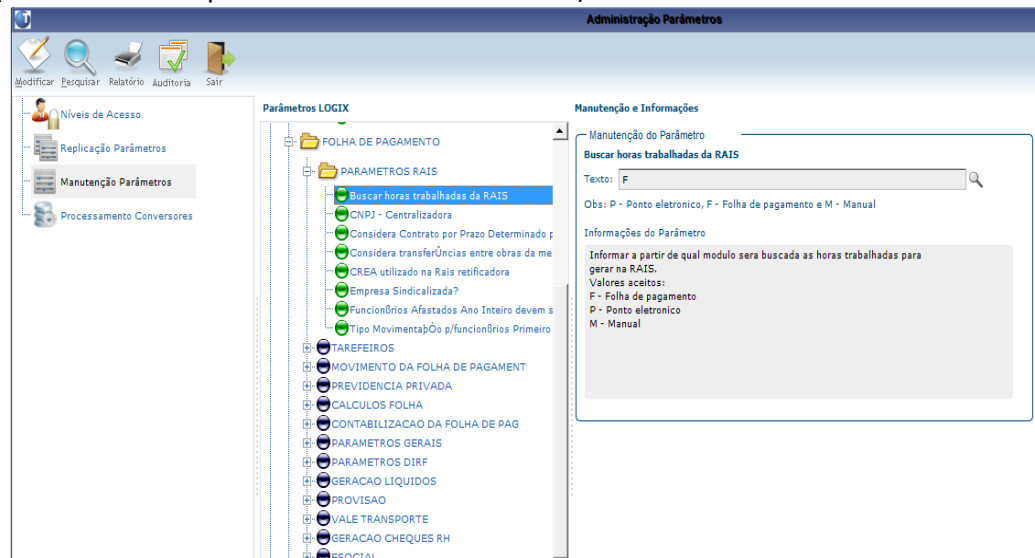 Administração Parâmetros
Modificar Pesquisar Relatório Auditoria Sair
Níveis de Acesso
Replicação Parâmetros
Manutenção Parâmetros
Processamento Conversores
Parâmetros LOGIX
FOLHA DE PAGAMENTO
PARAMETROS RAIS
Buscar horas trabalhadas da RAIS
CNPJ - Centralizadora
Considera Contrato por Prazo Determinado p
Considera transferÛncias entre obras da me
CREA utilizado na Rais retificadora
Empresa Sindicalizada?
Funcionßrios Afastados Ano Inteiro devem s
Tipo MovimentaþÒo p/funcionßrios Primeiro
TAREFEIROS
MOVIMENTO DA FOLHA DE PAGAMENT
PREVIDENCIA PRIVADA
CALCULOS FOLHA
CONTABILIZACAO DA FOLHA DE PAG
PARAMETROS GERAIS
PARAMETROS DIRF
GERACAO LIQUIDOS
PROVISAO
VALE TRANSPORTE
GERACAO CHEQUES RH
ESOCIAL
Manutenção e Informações
Manutenção do Parâmetro
Buscar horas trabalhadas da RAIS
Texto: F
Obs: P - Ponto eletronico, F - Folha de pagamento e M - Manual
Informações do Parâmetro
Informar a partir de qual modulo sera buscada as horas trabalhadas para
gerar na RAIS.
Valores aceitos:
F - Folha de pagamento
P - Ponto eletronico
M - Manual